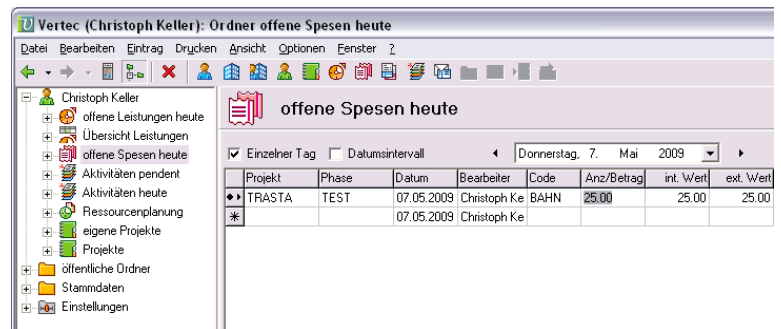 Vertec (Christoph Keller): Ordner offene Spesen heute
Datei Bearbeiten Eintrag Drucken Ansicht Optionen Fenster ?
Christoph Keller
offene Leistungen heute
Übersicht Leistungen
offene Spesen heute
Aktivitäten pendent
Aktivitäten heute
Ressourcenplanung
eigene Projekte
Projekte
öffentliche Ordner
Stammdaten
Einstellungen
offene Spesen heute
Einzelner Tag Datumsintervall Donnerstag, 7. Mai 2009
Projekt Phase Datum Bearbeiter Code Anz/Betrag int. Wert ext. Wert
TRASTA TEST 07.05.2009 Christoph Ke BAHN 25.00 25.00 25.00
07.05.2009 Christoph Ke